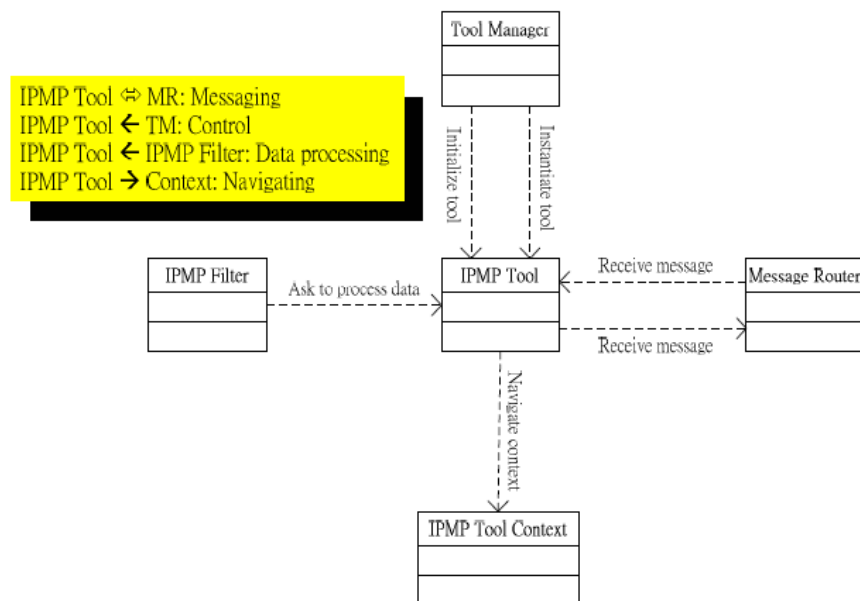 Tool Manager
IPMP Tool ⇔ MR: Messaging
IPMP Tool ← TM: Control
IPMP Tool ← IPMP Filter: Data processing
IPMP Tool → Context: Navigating
Initialize tool
Instantiate tool
IPMP Filter
Ask to process data
IPMP Tool
Receive message
Message Router
Receive message
Navigate context
IPMP Tool Context